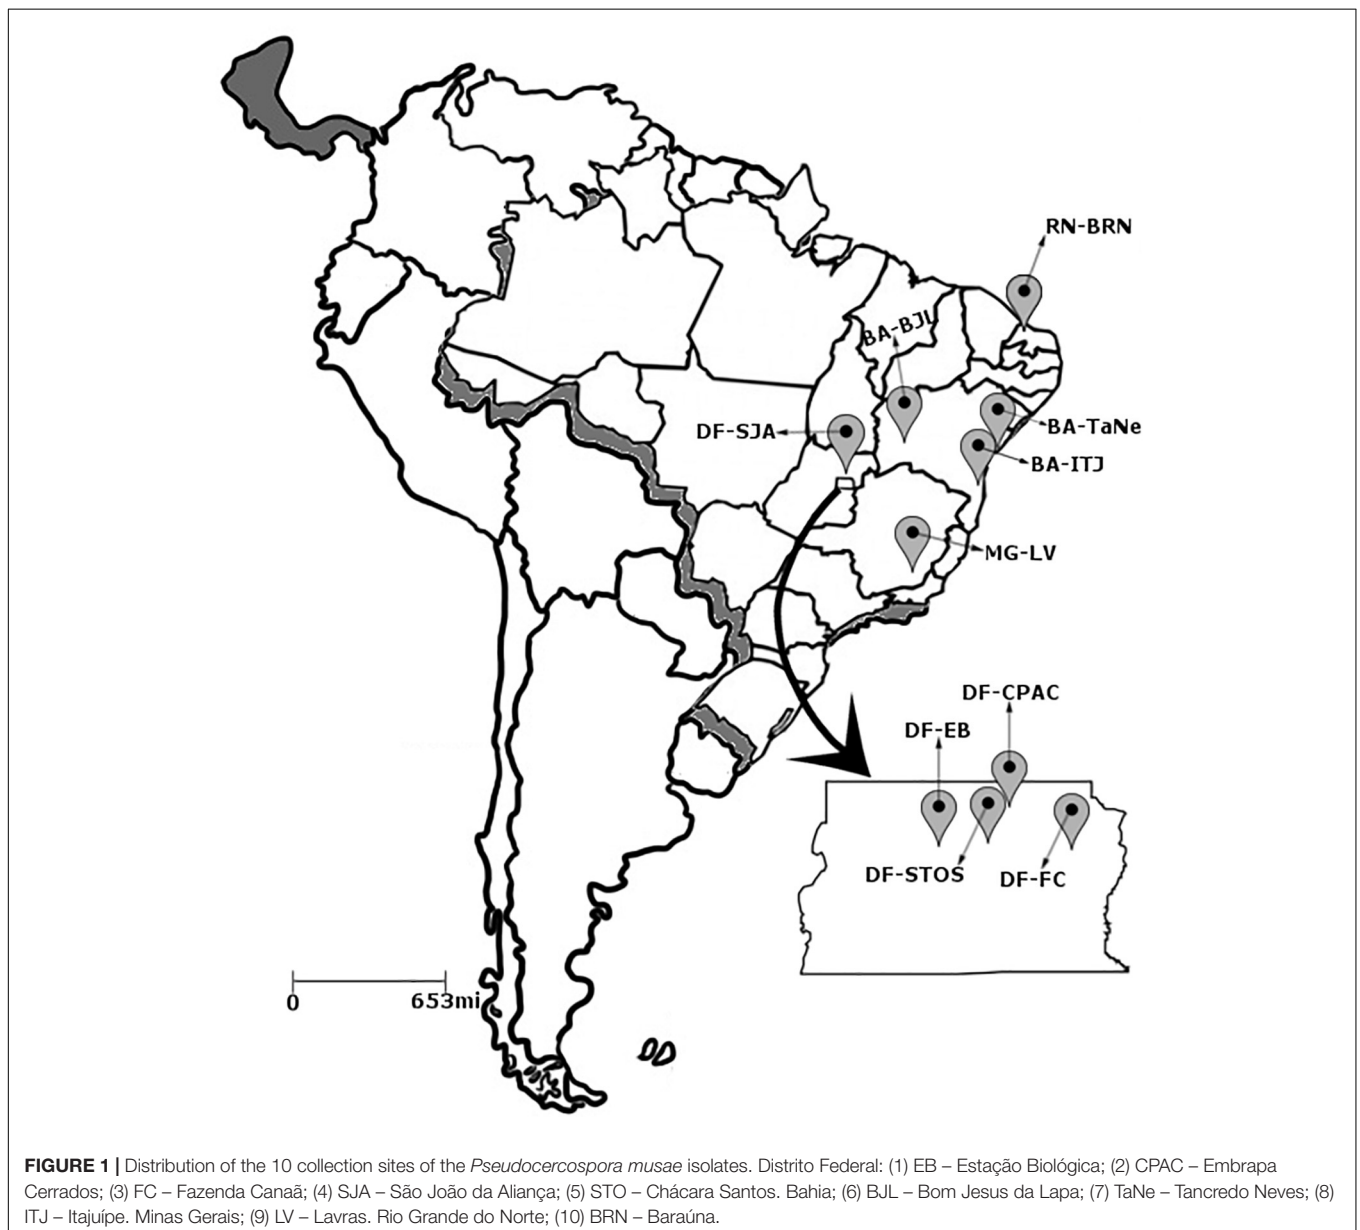 RN-BRN
BA-BJL
DF-SJA
BA-TaNe
BA-ITJ
MG-LV
DF-CPAC
DF-EB
DF-STOS
DF-FC
0 653mi
FIGURE 1 | Distribution of the 10 collection sites of the Pseudocercospora musae isolates. Distrito Federal: (1) EB – Estação Biológica; (2) CPAC – Embrapa
Cerrados; (3) FC – Fazenda Canaã; (4) SJA – São João da Aliança; (5) STO – Chácara Santos. Bahia; (6) BJL – Bom Jesus da Lapa; (7) TaNe – Tancredo Neves; (8)
ITJ – Itajuípe. Minas Gerais; (9) LV – Lavras. Rio Grande do Norte; (10) BRN – Baraúna.